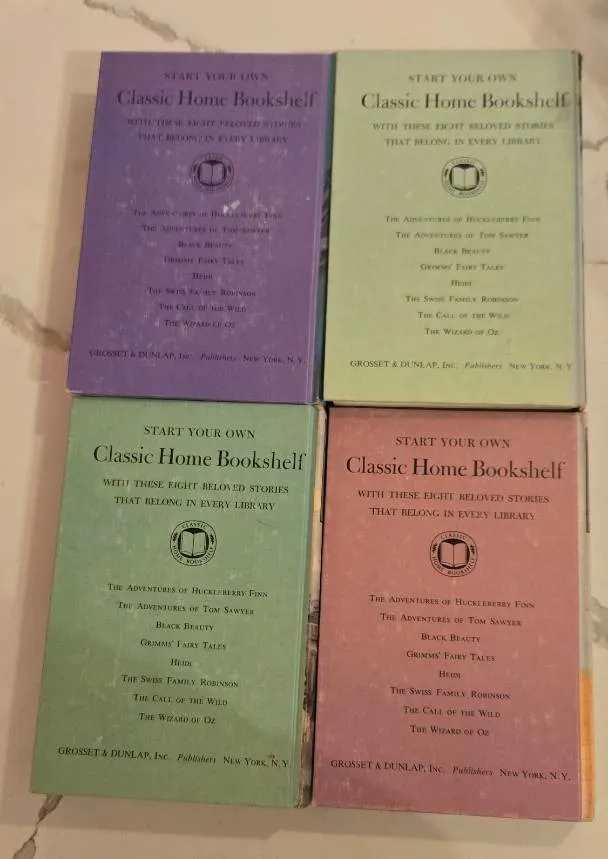 START YOUR OWN
Classic Home Bookshelf
WITH THESE EIGHT BELOVED STORIES
THAT BELONG IN EVERY LIBRARY
THE ADVENTURES OF HUCKLEBERRY FINN
THE ADVENTURES OF TOM SAWYER
BLACK BEAUTY
GRIMMS' FAIRY TALES
HEIDI
THE SWISS FAMILY ROBINSON
THE CALL OF THE WILD
THE WIZARD OF OZ
GROSSET & DUNLAP, INC. Publishers NEW YORK, N.Y.
START YOUR OWN
Classic Home Bookshelf
WITH THESE EIGHT BELOVED STORIES
THAT BELONG IN EVERY LIBRARY
CLASSIC
HOME BOOKSHELF
THE ADVENTURES OF HUCKLEBERRY FINN
THE ADVENTURES OF TOM SAWYER
BLACK BEAUTY
GRIMMS' FAIRY TALES
HEIDI
THE SWISS FAMILY ROBINSON
THE CALL OF THE WILD
THE WIZARD OF OZ
GROSSET & DUNLAP, INC. Publishers NEW YORK, N.Y
START YOUR OWN
Classic Home Bookshelf
WITH THESE EIGHT BELOVED STORIES
THAT BELONG IN EVERY LIBRARY
CLASSIC
HOME BOOKSHELF
THE ADVENTURES OF HUCKLEBERRY FINN
THE ADVENTURES OF TOM SAWYER
BLACK BEAUTY
GRIMMS' FAIRY TALES
HEIDI
THE SWISS FAMILY ROBINSON
THE CALL OF THE WILD
THE WIZARD OF OZ
GROSSET & DUNLAP, INC. Publishers NEW YORK, N.Y.
START YOUR OWN
Classic Home Bookshelf
WITH THESE EIGHT BELOVED STORIES
THAT BELONG IN EVERY LIBRARY
CLASSIC
HOME BOOKSHELF
THE ADVENTURES OF HUCKLEBERRY FINN
THE ADVENTURES OF TOM SAWYER
BLACK BEAUTY
GRIMMS' FAIRY TALES
HEIDI
THE SWISS FAMILY ROBINSON
THE CALL OF THE WILD
THE WIZARD OF OZ
GROSSET & DUNLAP, INC. Publishers NEW YORK, N.Y.